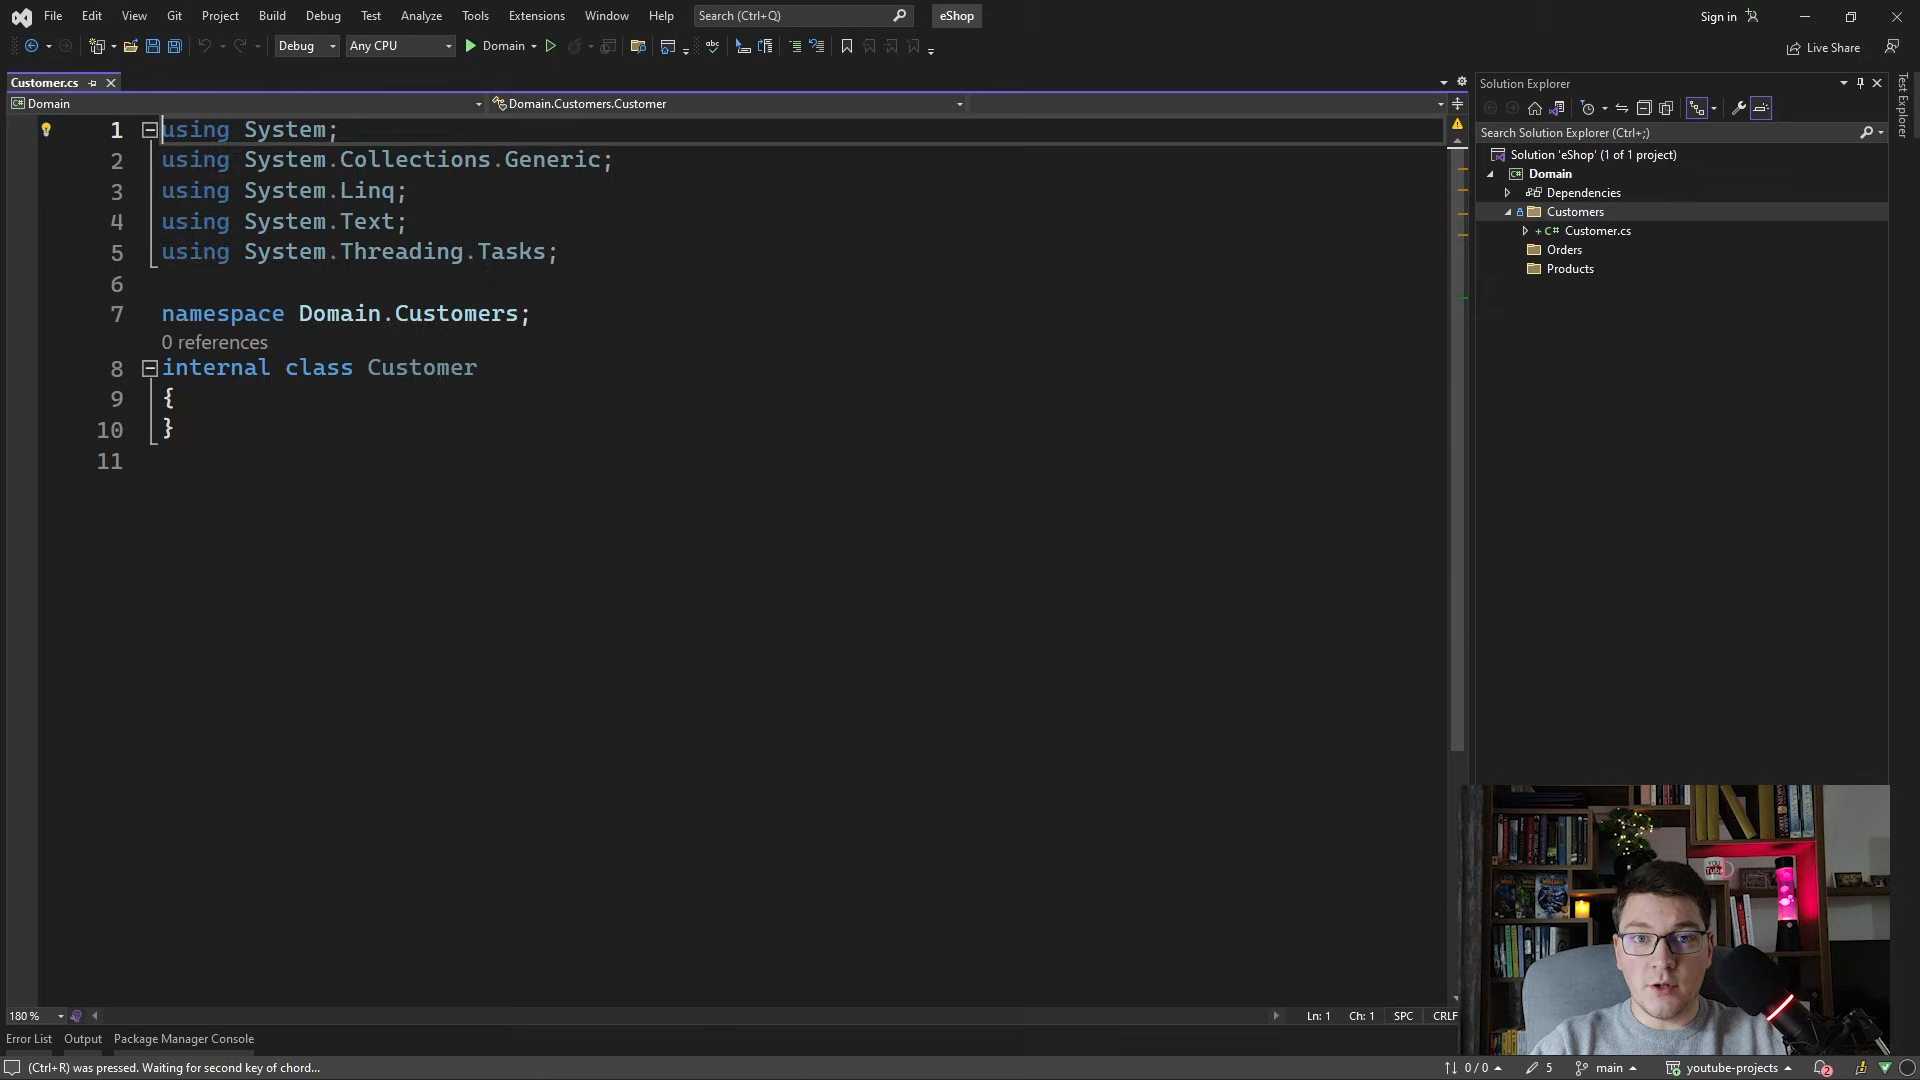 File Edit View Git Project Build Debug Test Analyze Tools Extensions Window Help Search (Ctrl+Q) eShop Sign in
Debug Any CPU Domain Live Share
Customer.cs
Domain Domain.Customers.Customer
1 using System;
2 using System.Collections.Generic;
3 using System.Linq;
4 using System.Text;
5 using System.Threading.Tasks;
6
7 namespace Domain.Customers;
0 references
8 internal class Customer
9 {
10 }
11
Solution Explorer
Search Solution Explorer (Ctrl+;)
Solution 'eShop' (1 of 1 project)
Domain
Dependencies
Customers
+ C# Customer.cs
Orders
Products
Test Explorer
You
Tube
180 % Ln: 1 Ch: 1 SPC CRLF
Error List Output Package Manager Console
(Ctrl+R) was pressed. Waiting for second key of chord... 0 / 0 5 main youtube-projects 2